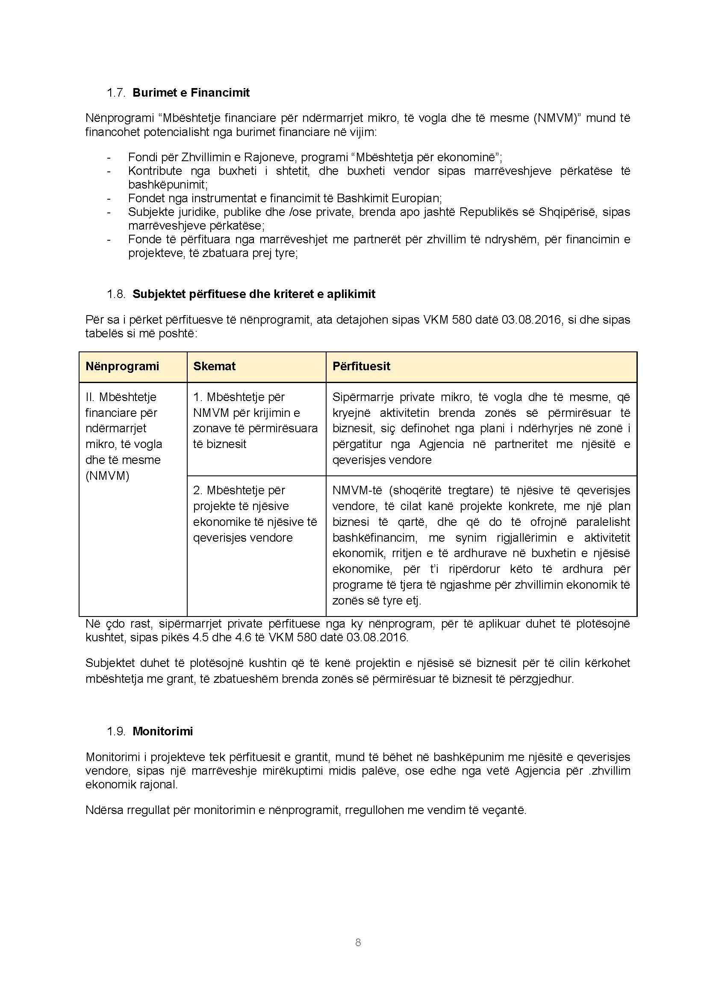 1.7. Burimet e Financimit
Nënprogrami “Mbështetje financiare për ndërmarrjet mikro, të vogla dhe të mesme (NMVM)” mund të
financohet potencialisht nga burimet financiare në vijim:
- Fondi për Zhvillimin e Rajoneve, programi “Mbështetja për ekonominë”;
- Kontribute nga buxheti i shtetit, dhe buxheti vendor sipas marrëveshjeve përkatëse të
bashkëpunimit;
- Fondet nga instrumentat e financimit të Bashkimit Europian;
- Subjekte juridike, publike dhe /ose private, brenda apo jashtë Republikës së Shqipërisë, sipas
marrëveshjeve përkatëse;
- Fonde të përfituara nga marrëveshjet me partnerët për zhvillim të ndryshëm, për financimin e
projekteve, të zbatuara prej tyre;
1.8. Subjektet përfituese dhe kriteret e aplikimit
Për sa i përket përfituesve të nënprogramit, ata detajohen sipas VKM 580 datë 03.08.2016, si dhe sipas
tabelës si më poshtë:
Nënprogrami
Skemat
Përfituesit
II. Mbështetje
financiare për
ndërmarrjet
mikro, të vogla
dhe të mesme
(NMVM)
1. Mbështetje për
NMVM për krijimin e
zonave të përmirësuara
të biznesit
Sipërmarrje private mikro, të vogla dhe të mesme, që
kryejnë aktivitetin brenda zonës së përmirësuar të
biznesit, siç definohet nga plani i ndërhyrjes në zonë i
përgatitur nga Agjencia në partneritet me njësitë e
qeverisjes vendore
2. Mbështetje për
projekte të njësive
ekonomike të njësive të
qeverisjes vendore
NMVM-të (shoqëritë tregtare) të njësive të qeverisjes
vendore, të cilat kanë projekte konkrete, me një plan
biznesi të qartë, dhe që do të ofrojnë paralelisht
bashkëfinancim, me synim rigjallërimin e aktivitetit
ekonomik, rritjen e të ardhurave në buxhetin e njësisë
ekonomike, për t’i ripërdorur këto të ardhura për
programe të tjera të ngjashme për zhvillimin ekonomik të
zonës së tyre etj.
Në çdo rast, sipërmarrjet private përfituese nga ky nënprogram, për të aplikuar duhet të plotësojnë
kushtet, sipas pikës 4.5 dhe 4.6 të VKM 580 datë 03.08.2016.
Subjektet duhet të plotësojnë kushtin që të kenë projektin e njësisë së biznesit për të cilin kërkohet
mbështetja me grant, të zbatueshëm brenda zonës së përmirësuar të biznesit të përzgjedhur.
1.9. Monitorimi
Monitorimi i projekteve tek përfituesit e grantit, mund të bëhet në bashkëpunim me njësitë e qeverisjes
vendore, sipas një marrëveshje mirëkuptimi midis palëve, ose edhe nga vetë Agjencia për .zhvillim
ekonomik rajonal.
Ndërsa rregullat për monitorimin e nënprogramit, rregullohen me vendim të veçantë.
8